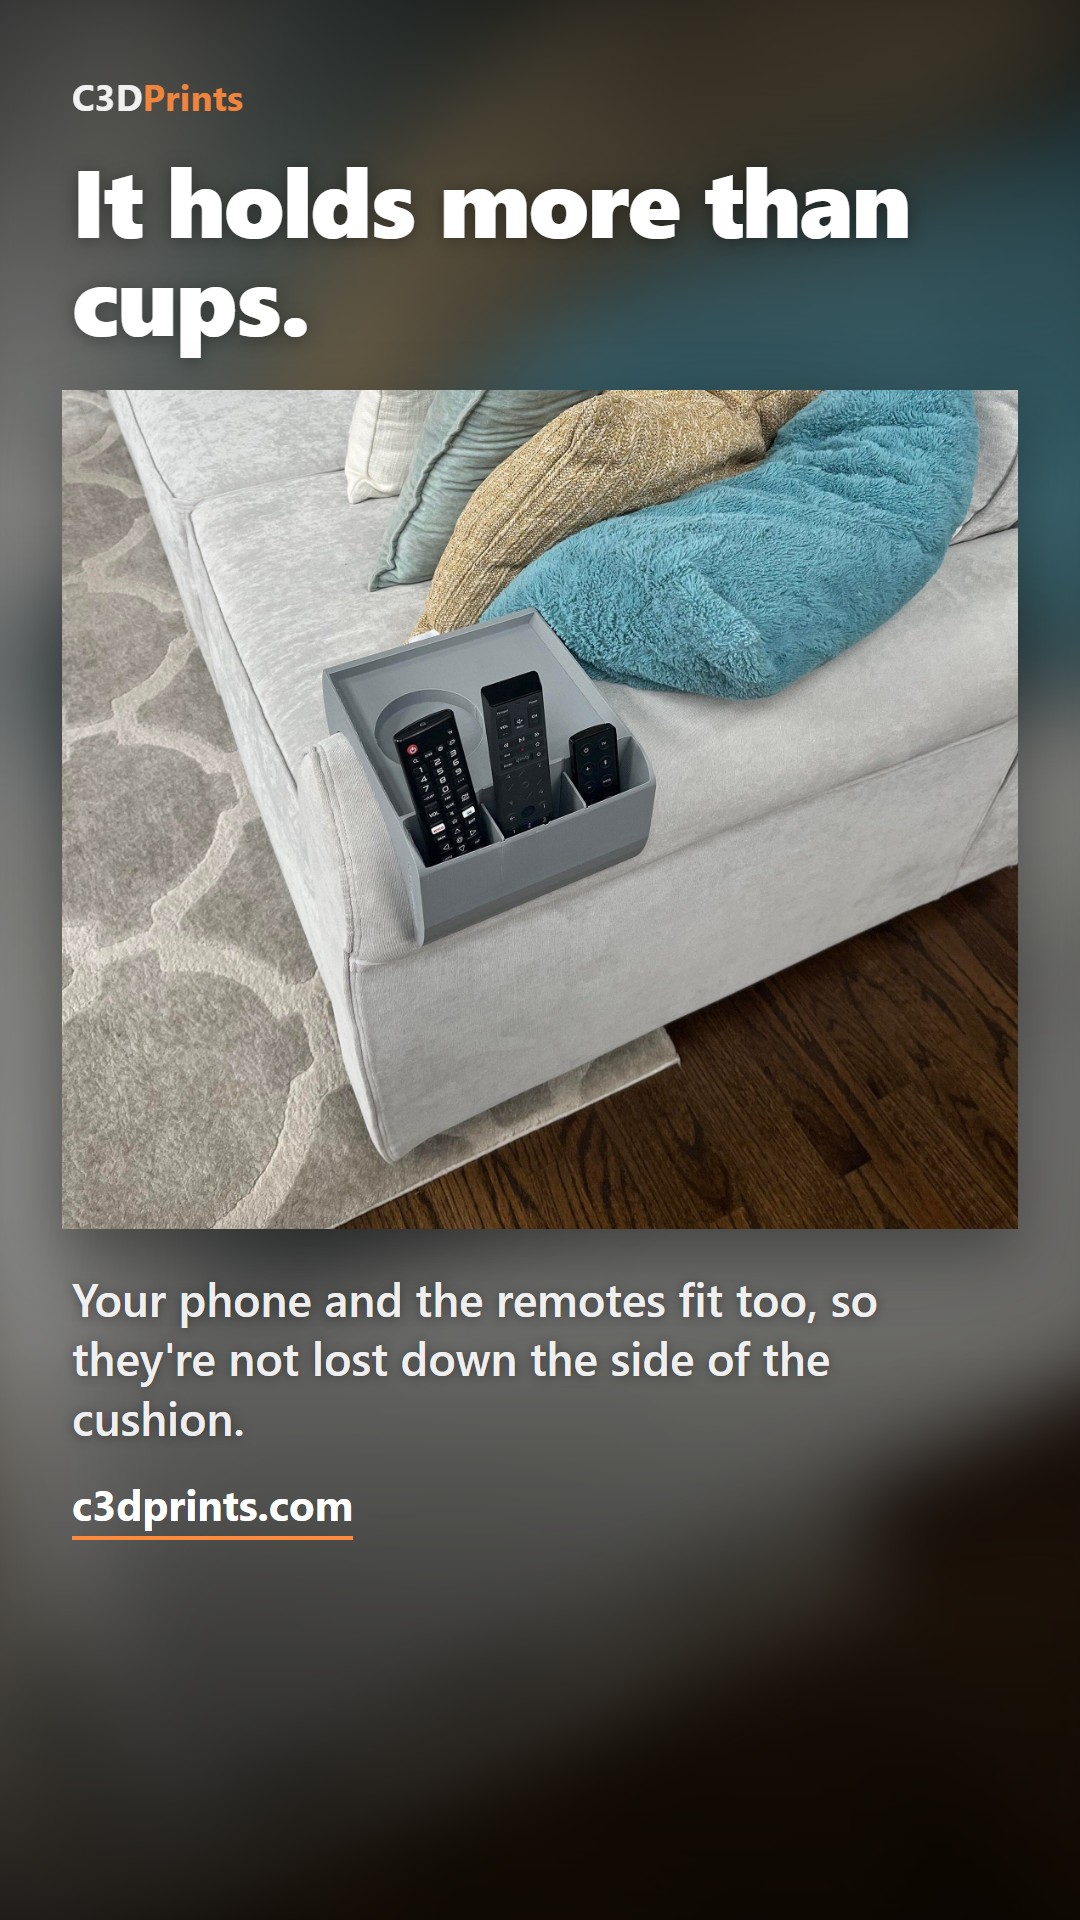 C3DPrints
It holds more than
cups.
Your phone and the remotes fit too, so
they're not lost down the side of the
cushion.
c3dprints.com